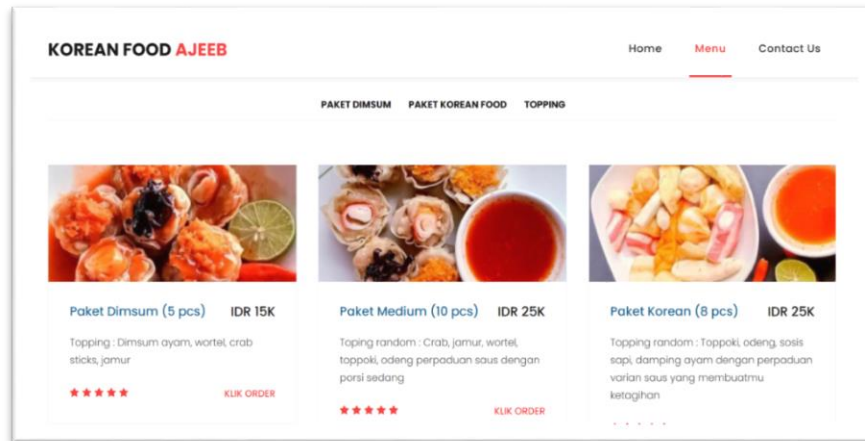 KOREAN FOOD AJEEB
Home Menu Contact Us
PAKET DIMSUM PAKET KOREAN FOOD TOPPING
Paket Dimsum (5 pcs) IDR 15K
Topping : Dimsum ayam, wortel, crab
sticks, jamur
KLIK ORDER
Paket Medium (10 pcs) IDR 25K
Toping random : Crab, jamur, wortel,
toppoki, odeng perpaduan saus dengan
porsi sedang
KLIK ORDER
Paket Korean (8 pcs) IDR 25K
Topping random : Toppoki, odeng, sosis
sapi, damping ayam dengan perpaduan
varian saus yang membuatmu
ketagihan